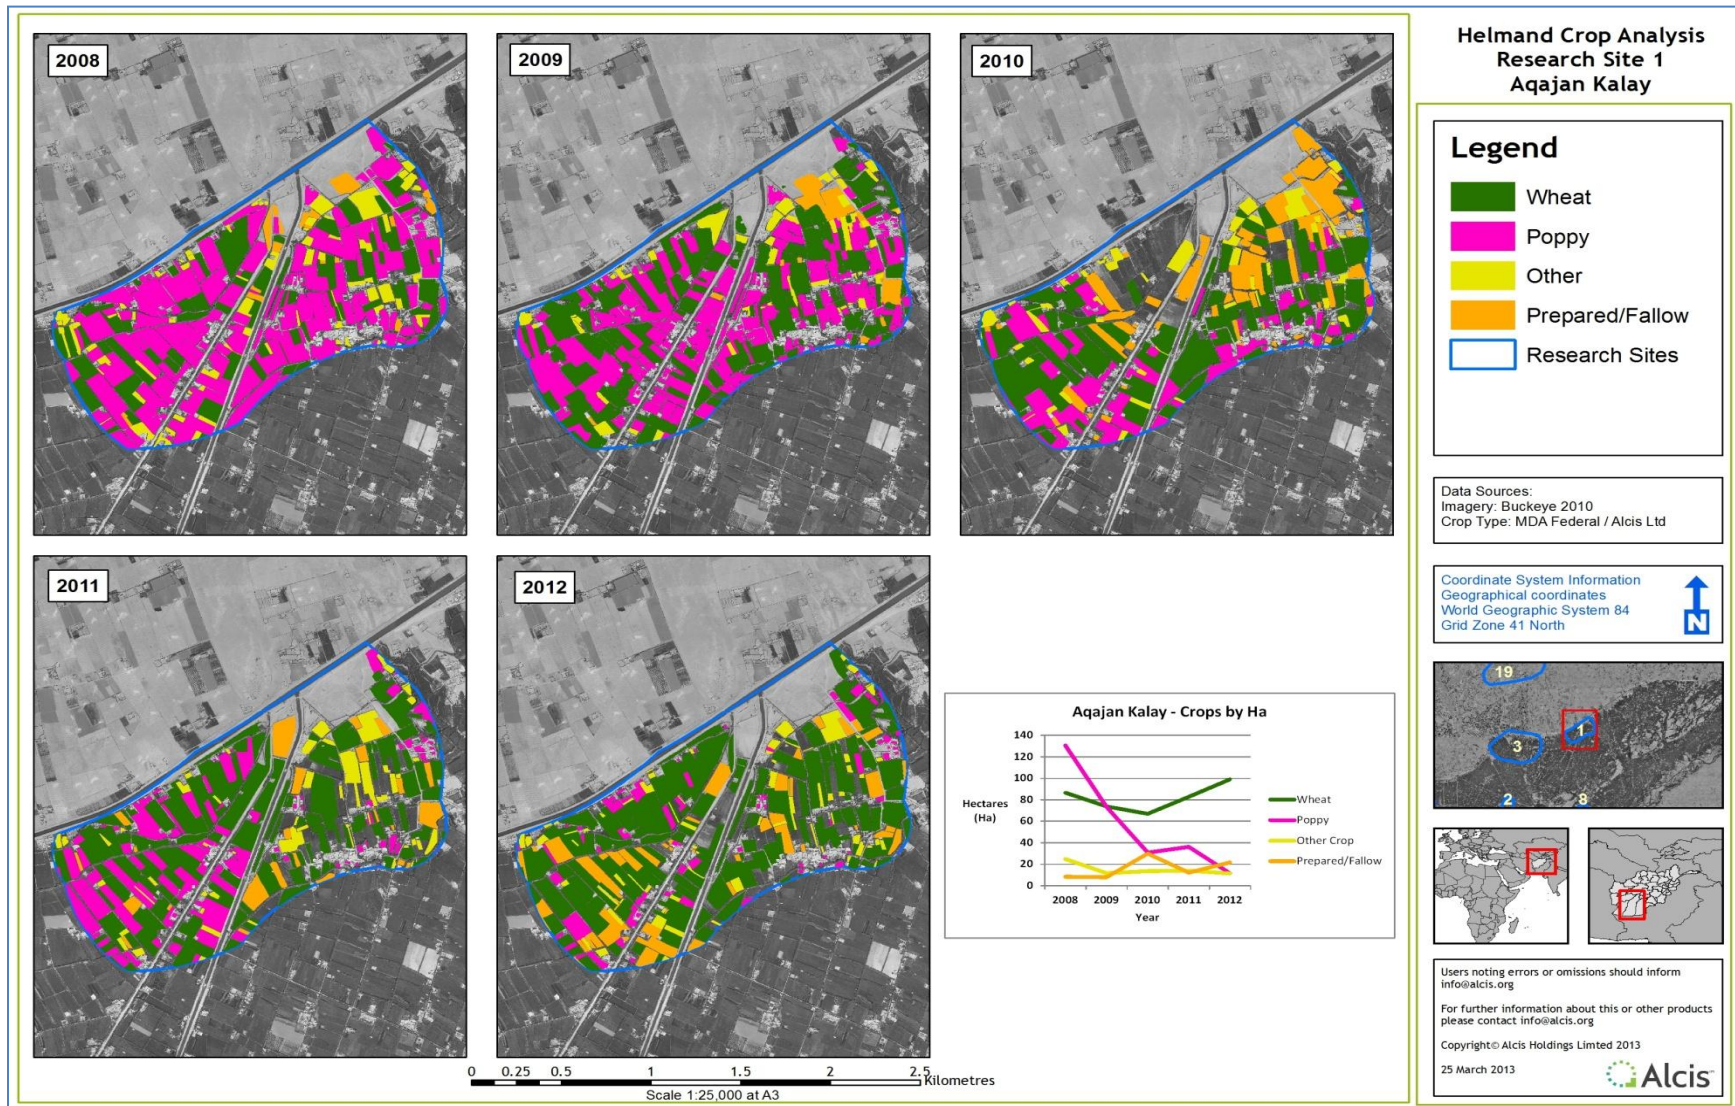 2008
2009
2010
2011
2012
0 0.25 0.5 1 1.5 2 2.5
Kilometres
Scale 1:25,000 at A3
Aqajan Kalay - Crops by Ha
Hectares
(Ha)
140
120
100
80
60
40
20
0
2008 2009 2010 2011 2012
Year
Wheat
Poppy
Other Crop
Prepared/Fallow
Helmand Crop Analysis
Research Site 1
Aqajan Kalay
Legend
Wheat
Poppy
Other
Prepared/Fallow
Research Sites
Data Sources:
Imagery: Buckeye 2010
Crop Type: MDA Federal / Alcis Ltd
Coordinate System Information
Geographical coordinates
World Geographic System 84
Grid Zone 41 North
N
19
1
3
2
8
Users noting errors or omissions should inform
info@alcis.org
For further information about this or other products
please contact info@alcis.org
Copyright© Alcis Holdings Limted 2013
25 March 2013
Alcis